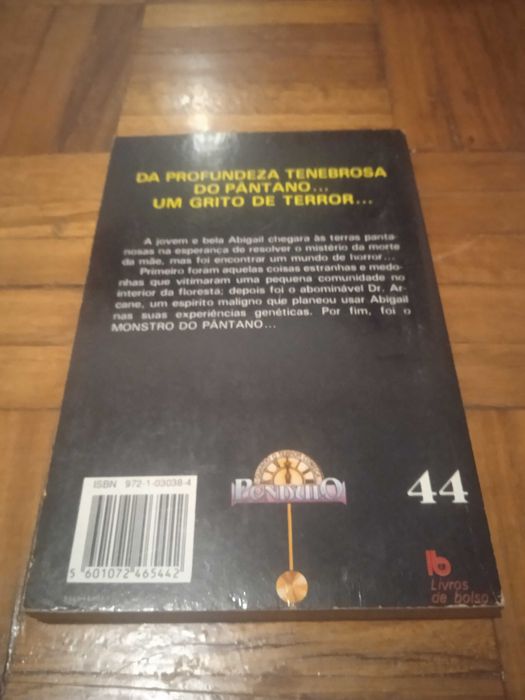 DA PROFUNDEZA TENEBROSA
DO PÂNTANO...
UM GRITO DE TERROR...
A jovem e bela Abigail chegara às terras panta-
nosas na esperança de resolver o mistério da morte
da mãe, mas foi encontrar um mundo de horror...
Primeiro foram aquelas coisas estranhas e medo-
nhas que vitimaram uma pequena comunidade no
interior da floresta; depois foi o abominável Dr. Ar-
cane, um espírito maligno que planeou usar Abigail
nas suas experiências genéticas. Por fim, foi o
MONSTRO DO PÂNTANO...
ISBN 972-1-03038-4
5 601072 465442
PÊNDULO
44
b
Livros
de bolso